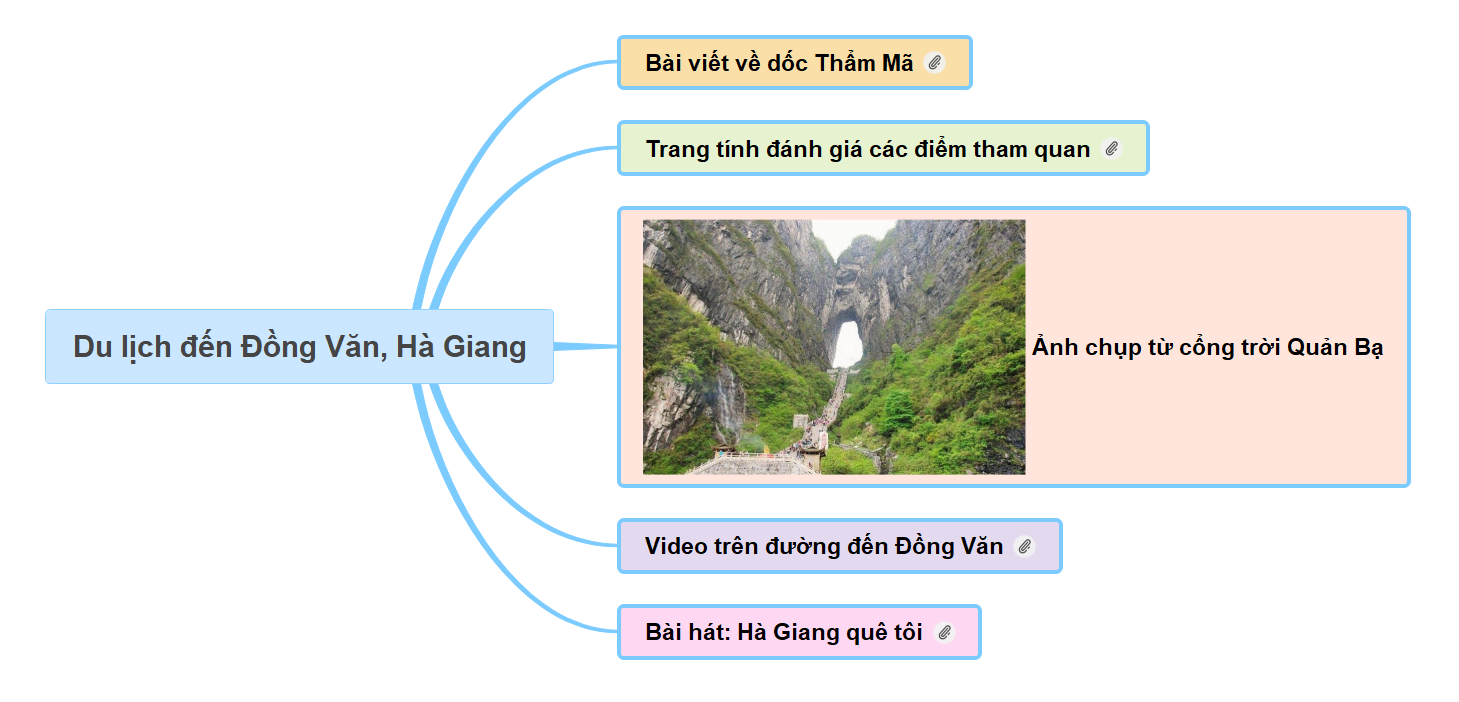 Bài viết về dốc Thẩm Mã
Trang tính đánh giá các điểm tham quan
Du lịch đến Đồng Văn, Hà Giang
Ảnh chụp từ cổng trời Quản Bạ
Video trên đường đến Đồng Văn
Bài hát: Hà Giang quê tôi